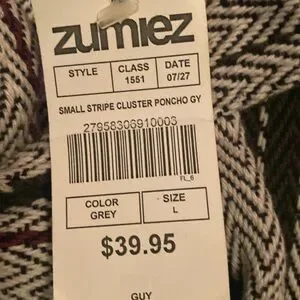 zumiez
STYLE CLASS 1551 DATE 07/27
SMALL STRIPE CLUSTER PONCHO GY
27958306910003
FL_6
COLOR GREY SIZE L
$39.95
GUY